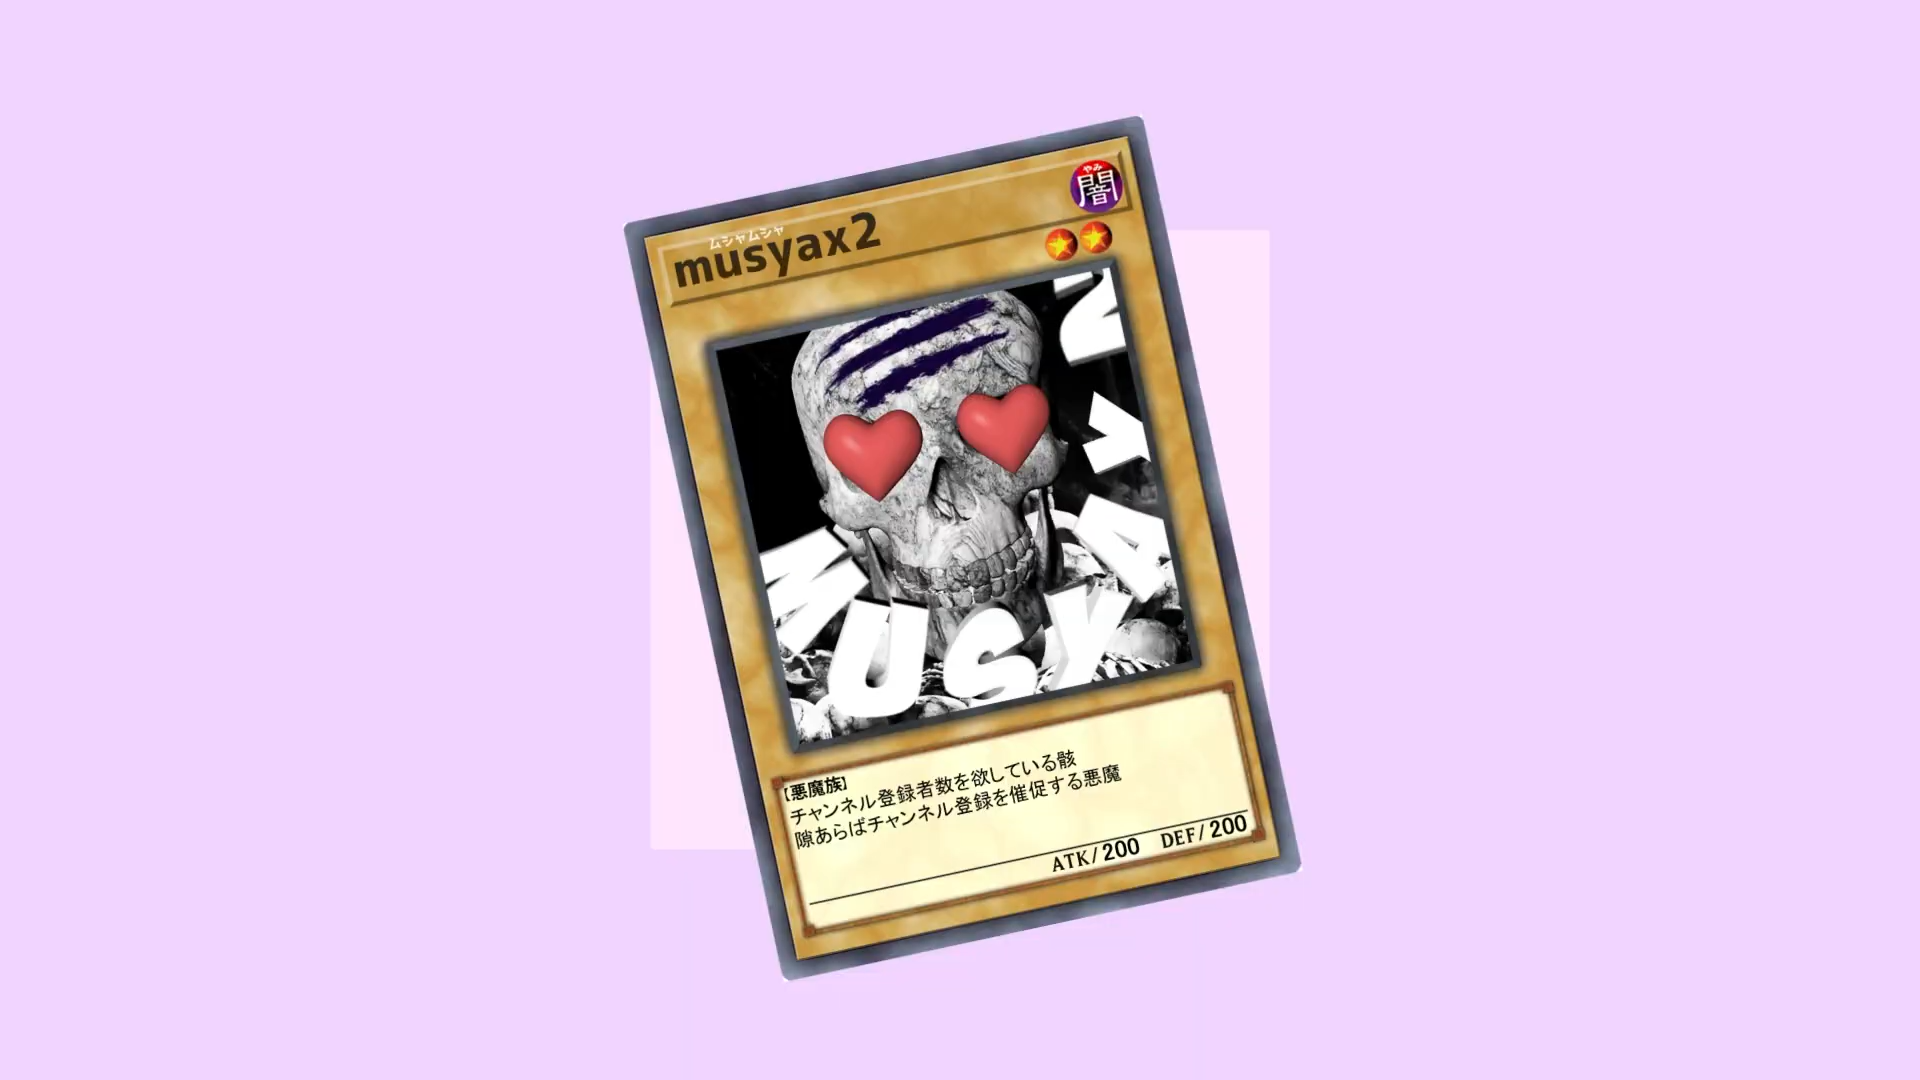 やみ
闇
ムシャムシャ
musyax2
MUSYAX2
【悪魔族】
チャンネル登録者数を欲している骸
隙あらばチャンネル登録を催促する悪魔
ATK/200 DEF/200